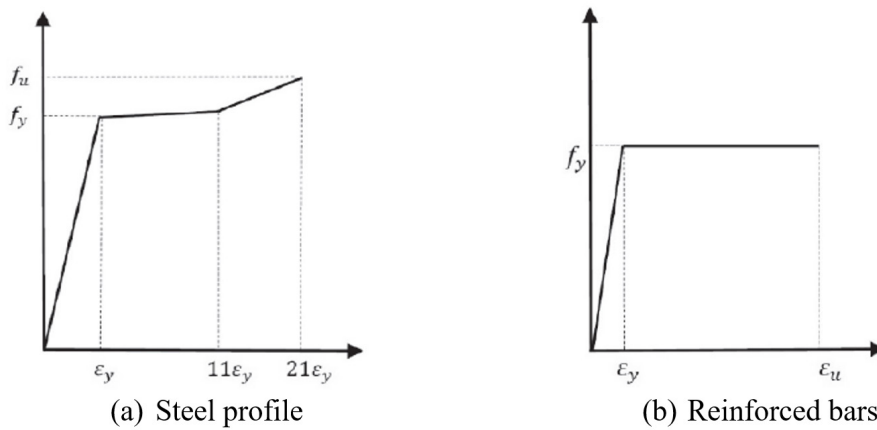 f_u
f_y
ε_y
11ε_y
21ε_y
(a) Steel profile
f_y
ε_y
ε_u
(b) Reinforced bars